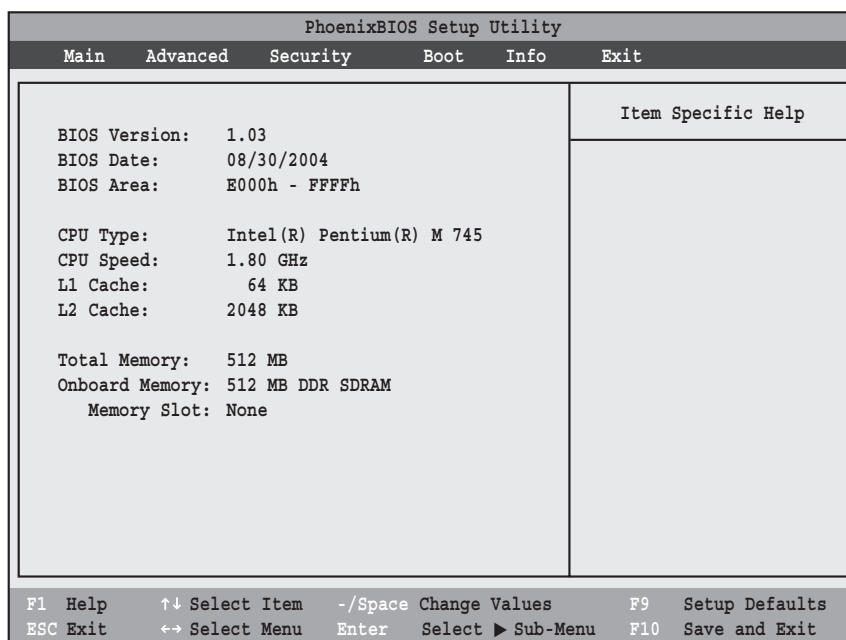 PhoenixBIOS Setup Utility
Main Advanced Security Boot Info Exit
Item Specific Help
BIOS Version: 1.03
BIOS Date: 08/30/2004
BIOS Area: E000h - FFFFh
CPU Type: Intel(R) Pentium(R) M 745
CPU Speed: 1.80 GHz
L1 Cache: 64 KB
L2 Cache: 2048 KB
Total Memory: 512 MB
Onboard Memory: 512 MB DDR SDRAM
Memory Slot: None
F1 Help ↑↓ Select Item -/Space Change Values F9 Setup Defaults
ESC Exit ←→ Select Menu Enter Select ▶ Sub-Menu F10 Save and Exit